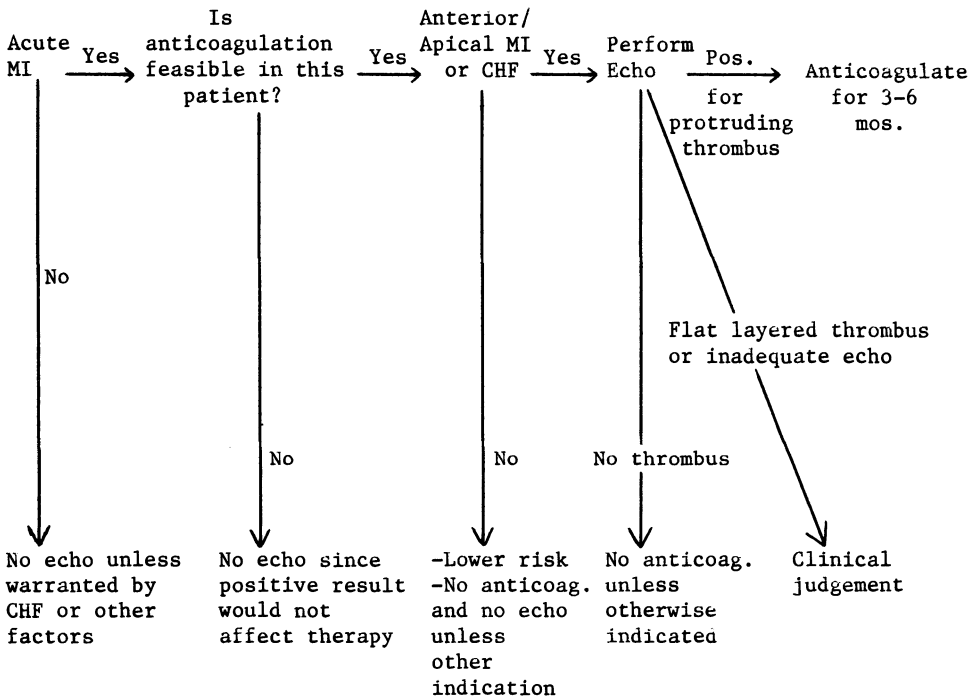 Acute
MI
Yes
Is
anticoagulation
feasible in this
patient?
Yes
Anterior/
Apical MI
or CHF
Yes
Perform
Echo
Pos.
for
protruding
thrombus
Anticoagulate
for 3-6
mos.
No
No
No
No thrombus
Flat layered thrombus
or inadequate echo
No echo unless
warranted by
CHF or other
factors
No echo since
positive result
would not
affect therapy
-Lower risk
-No anticoag.
and no echo
unless
other
indication
No anticoag.
unless
otherwise
indicated
Clinical
judgement